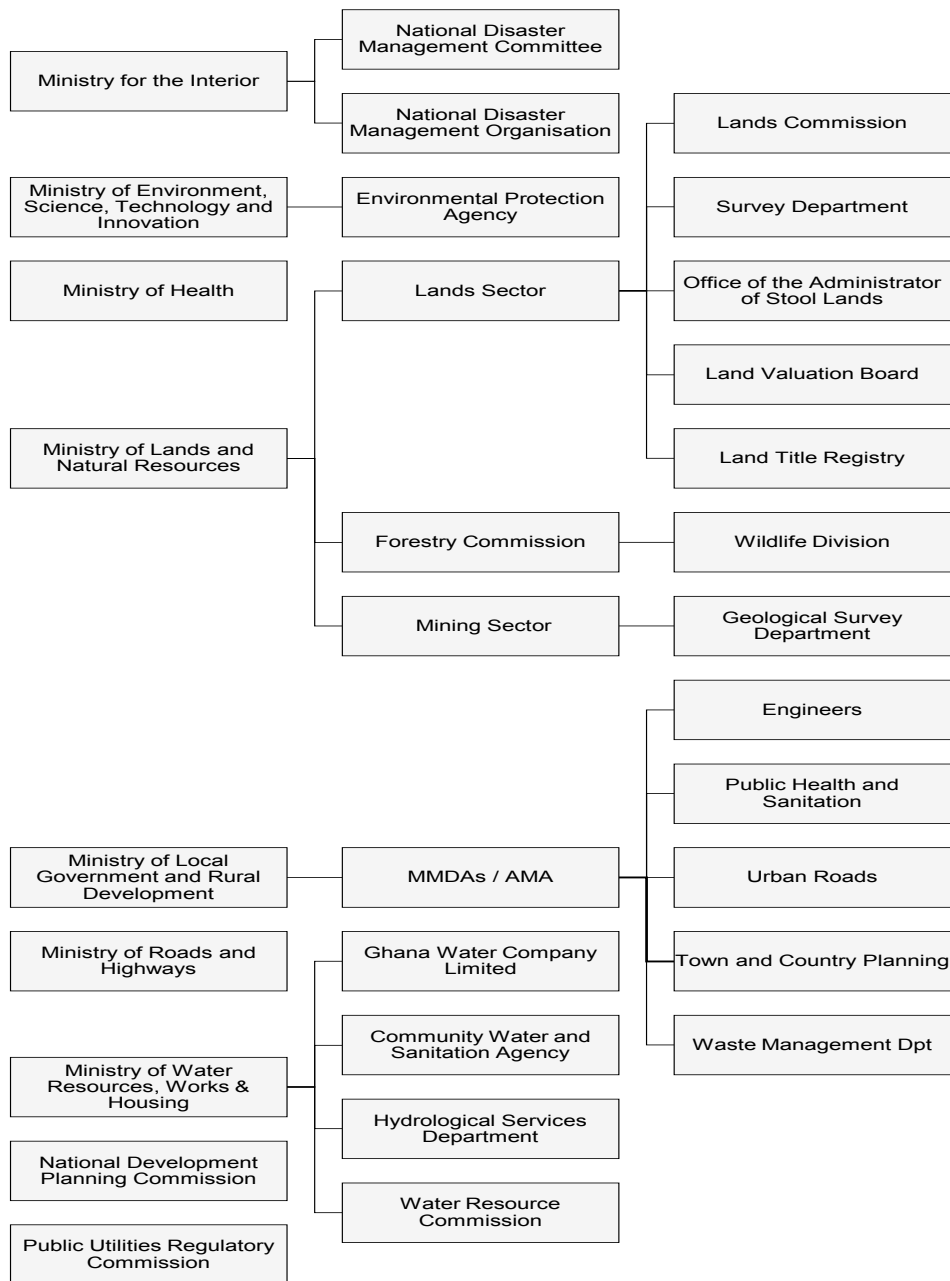 National Disaster
Management Committee
Ministry for the Interior
National Disaster
Management Organisation
Lands Commission
Ministry of Environment,
Science, Technology and
Innovation
Environmental Protection
Agency
Survey Department
Ministry of Health
Lands Sector
Office of the Administrator
of Stool Lands
Land Valuation Board
Ministry of Lands and
Natural Resources
Land Title Registry
Forestry Commission
Wildlife Division
Mining Sector
Geological Survey
Department
Engineers
Public Health and
Sanitation
Ministry of Local
Government and Rural
Development
MMDAs / AMA
Urban Roads
Ministry of Roads and
Highways
Ghana Water Company
Limited
Town and Country Planning
Community Water and
Sanitation Agency
Waste Management Dpt
Ministry of Water
Resources, Works &
Housing
Hydrological Services
Department
National Development
Planning Commission
Water Resource
Commission
Public Utilities Regulatory
Commission